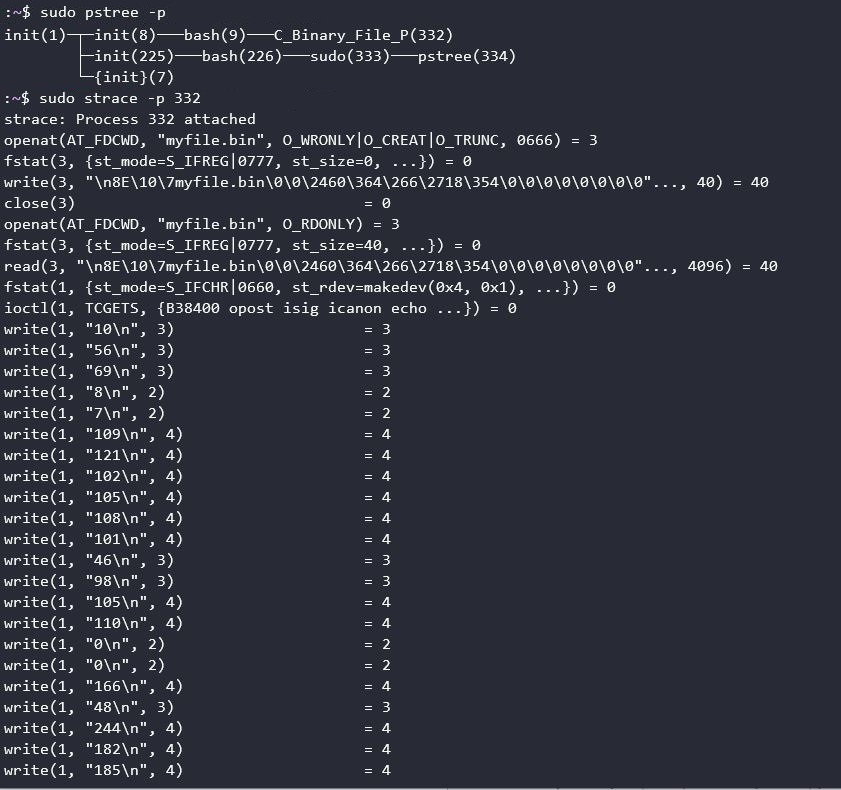 :~$ sudo pstree -p
init(1)─┬─init(8)───bash(9)───C_Binary_File_P(332)
        ├─init(225)───bash(226)───sudo(333)───pstree(334)
        └─{init}(7)
:~$ sudo strace -p 332
strace: Process 332 attached
openat(AT_FDCWD, "myfile.bin", O_WRONLY|O_CREAT|O_TRUNC, 0666) = 3
fstat(3, {st_mode=S_IFREG|0777, st_size=0, ...}) = 0
write(3, "\n8E\10\7myfile.bin\0\0\2460\364\266\2718\354\0\0\0\0\0\0\0\0"..., 40) = 40
close(3)                                = 0
openat(AT_FDCWD, "myfile.bin", O_RDONLY) = 3
fstat(3, {st_mode=S_IFREG|0777, st_size=40, ...}) = 0
read(3, "\n8E\10\7myfile.bin\0\0\2460\364\266\2718\354\0\0\0\0\0\0\0\0"..., 4096) = 40
fstat(1, {st_mode=S_IFCHR|0660, st_rdev=makedev(0x4, 0x1), ...}) = 0
ioctl(1, TCGETS, {B38400 opost isig icanon echo ...}) = 0
write(1, "10\n", 3)                     = 3
write(1, "56\n", 3)                     = 3
write(1, "69\n", 3)                     = 3
write(1, "8\n", 2)                      = 2
write(1, "7\n", 2)                      = 2
write(1, "109\n", 4)                    = 4
write(1, "121\n", 4)                    = 4
write(1, "102\n", 4)                    = 4
write(1, "105\n", 4)                    = 4
write(1, "108\n", 4)                    = 4
write(1, "101\n", 4)                    = 4
write(1, "46\n", 3)                     = 3
write(1, "98\n", 3)                     = 3
write(1, "105\n", 4)                    = 4
write(1, "110\n", 4)                    = 4
write(1, "0\n", 2)                      = 2
write(1, "0\n", 2)                      = 2
write(1, "166\n", 4)                    = 4
write(1, "48\n", 3)                     = 3
write(1, "244\n", 4)                    = 4
write(1, "182\n", 4)                    = 4
write(1, "185\n", 4)                    = 4